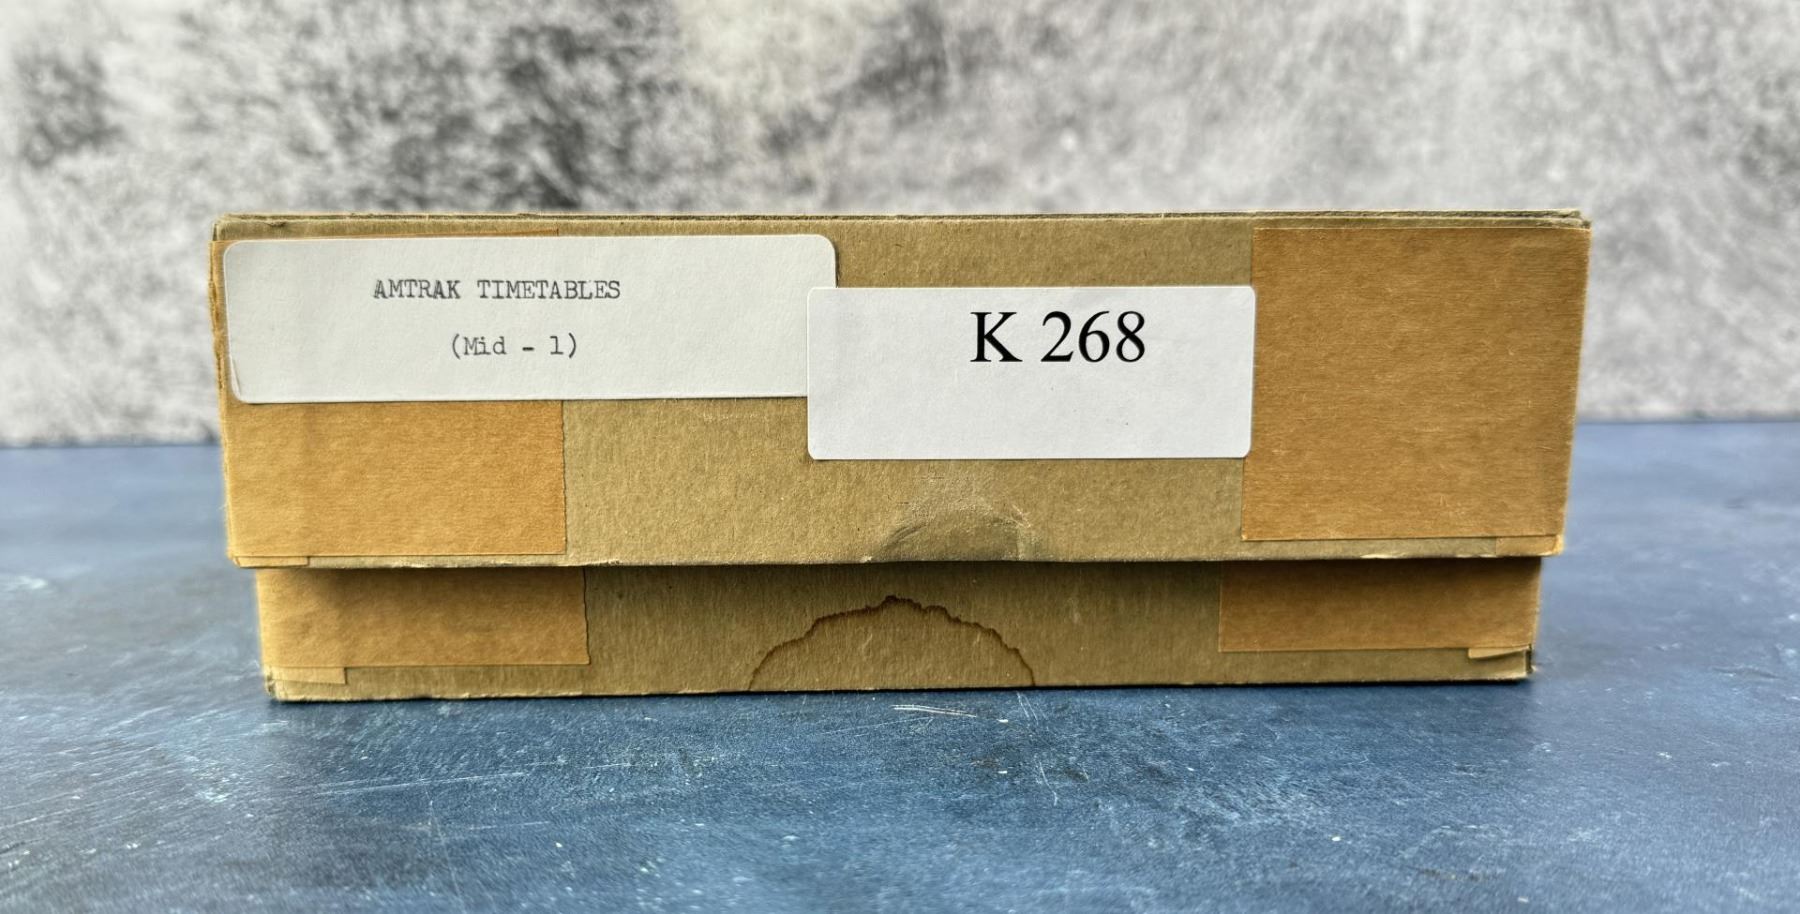 AMTRAK TIMETABLES
(Mid - 1)
K 268